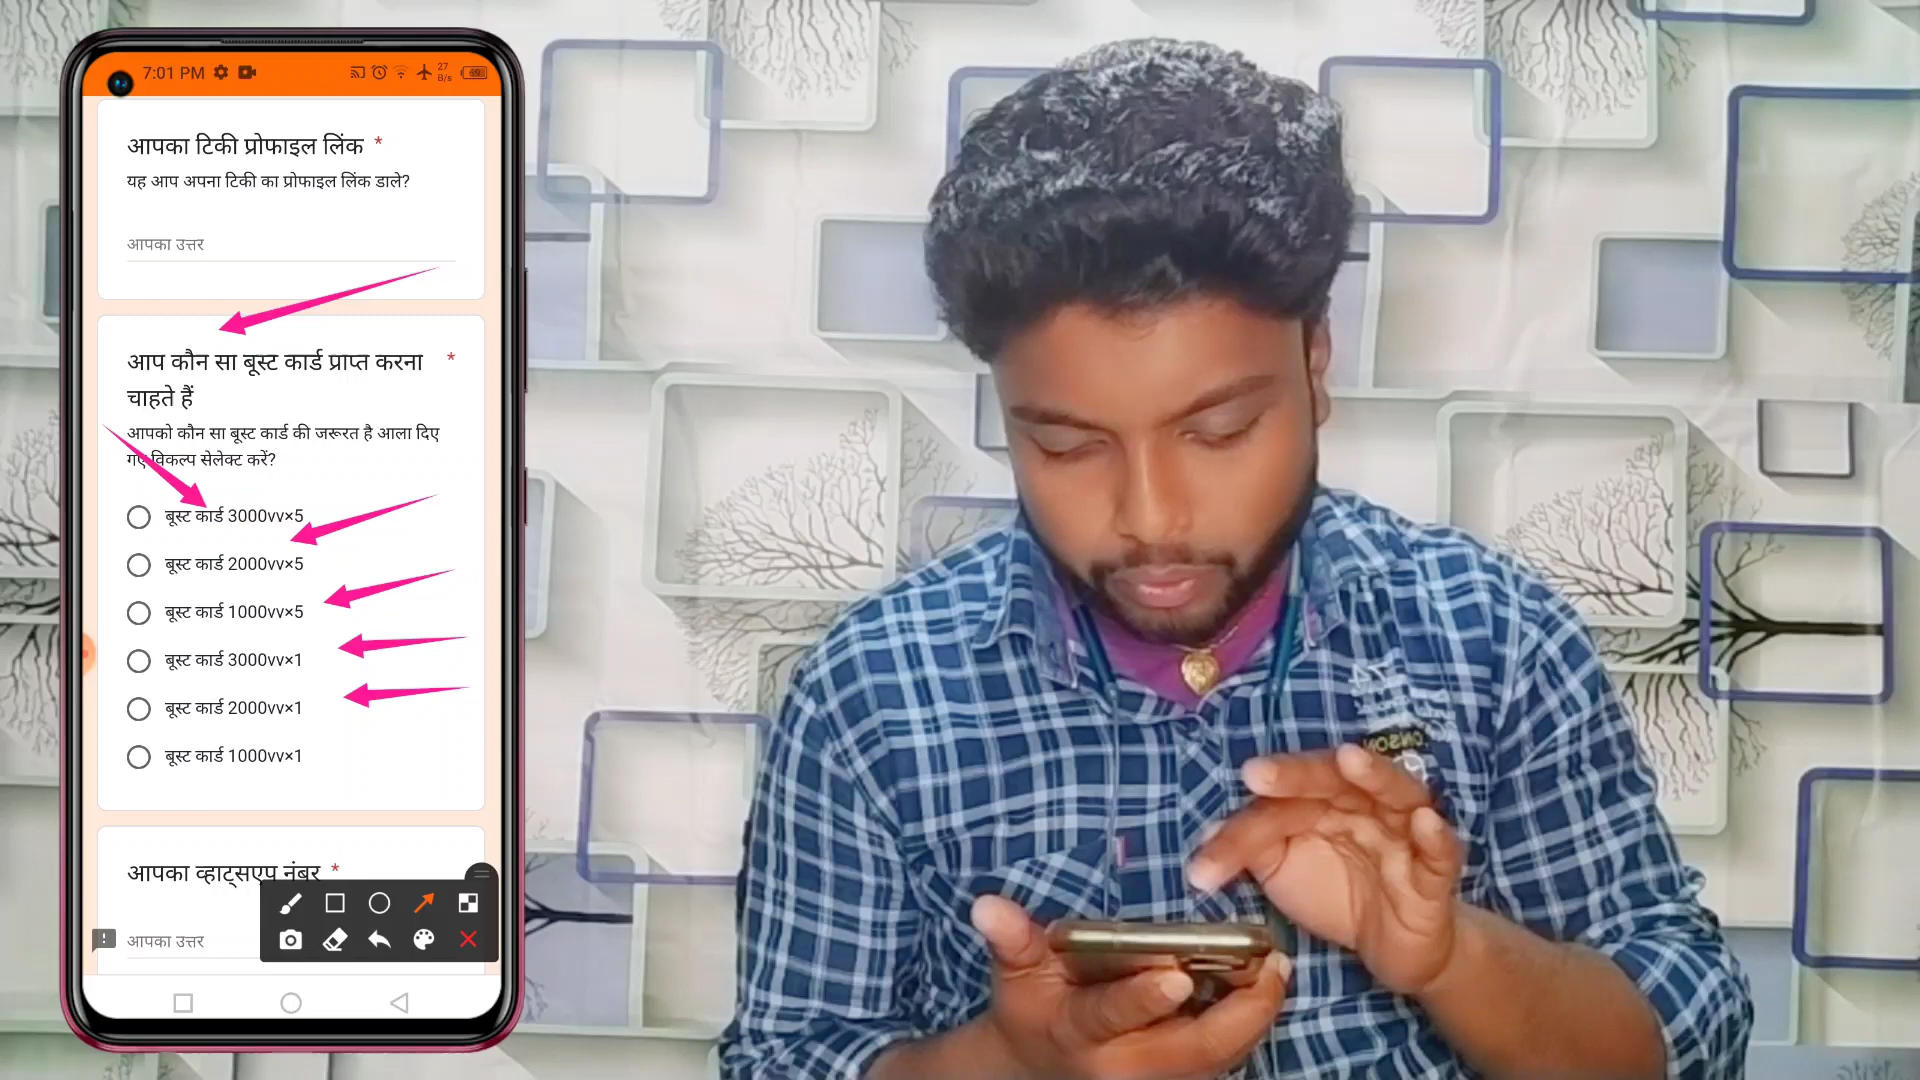 7:01 PM
27
B/s
69
आपका टिकी प्रोफाइल लिंक *
यह आप अपना टिकी का प्रोफाइल लिंक डाले?
आपका उत्तर
आप कौन सा बूस्ट कार्ड प्राप्त करना *
चाहते हैं
आपको कौन सा बूस्ट कार्ड की जरूरत है आला दिए
गए विकल्प सेलेक्ट करें?
बूस्ट कार्ड 3000vv×5
बूस्ट कार्ड 2000vv×5
बूस्ट कार्ड 1000vv×5
बूस्ट कार्ड 3000vv×1
बूस्ट कार्ड 2000vv×1
बूस्ट कार्ड 1000vv×1
आपका व्हाट्सएप नंबर *
आपका उत्तर